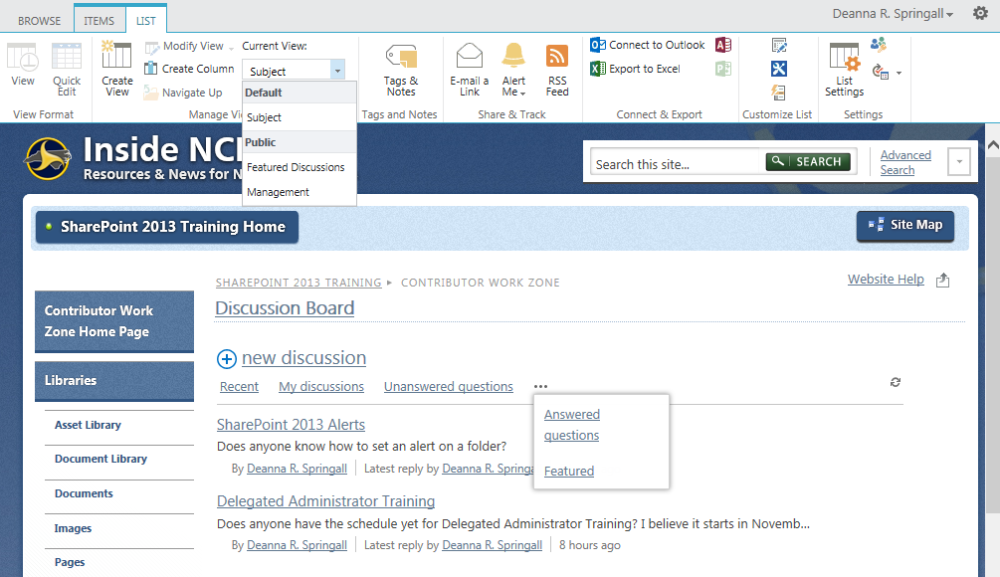 BROWSE
ITEMS
LIST
Deanna R. Springall
View
Quick Edit
View Format
Create View
Modify View
Create Column
Navigate Up
Current View:
Subject
Default
Subject
Public
Featured Discussions
Management
Manage Vi
Tags & Notes
Tags and Notes
E-mail a Link
Alert Me
RSS Feed
Share & Track
Connect to Outlook
Export to Excel
Connect & Export
Customize List
List Settings
Settings
Inside NC
Resources & News for N
Search this site...
SEARCH
Advanced Search
SharePoint 2013 Training Home
Site Map
SHAREPOINT 2013 TRAINING ▸ CONTRIBUTOR WORK ZONE
Website Help
Discussion Board
Contributor Work
Zone Home Page
Libraries
Asset Library
Document Library
Documents
Images
Pages
new discussion
Recent
My discussions
Unanswered questions
...
Answered
questions
Featured
SharePoint 2013 Alerts
Does anyone know how to set an alert on a folder?
By Deanna R. Springall | Latest reply by Deanna R. Springa
Delegated Administrator Training
Does anyone have the schedule yet for Delegated Administrator Training? I believe it starts in Novemb...
By Deanna R. Springall | Latest reply by Deanna R. Springall | 8 hours ago